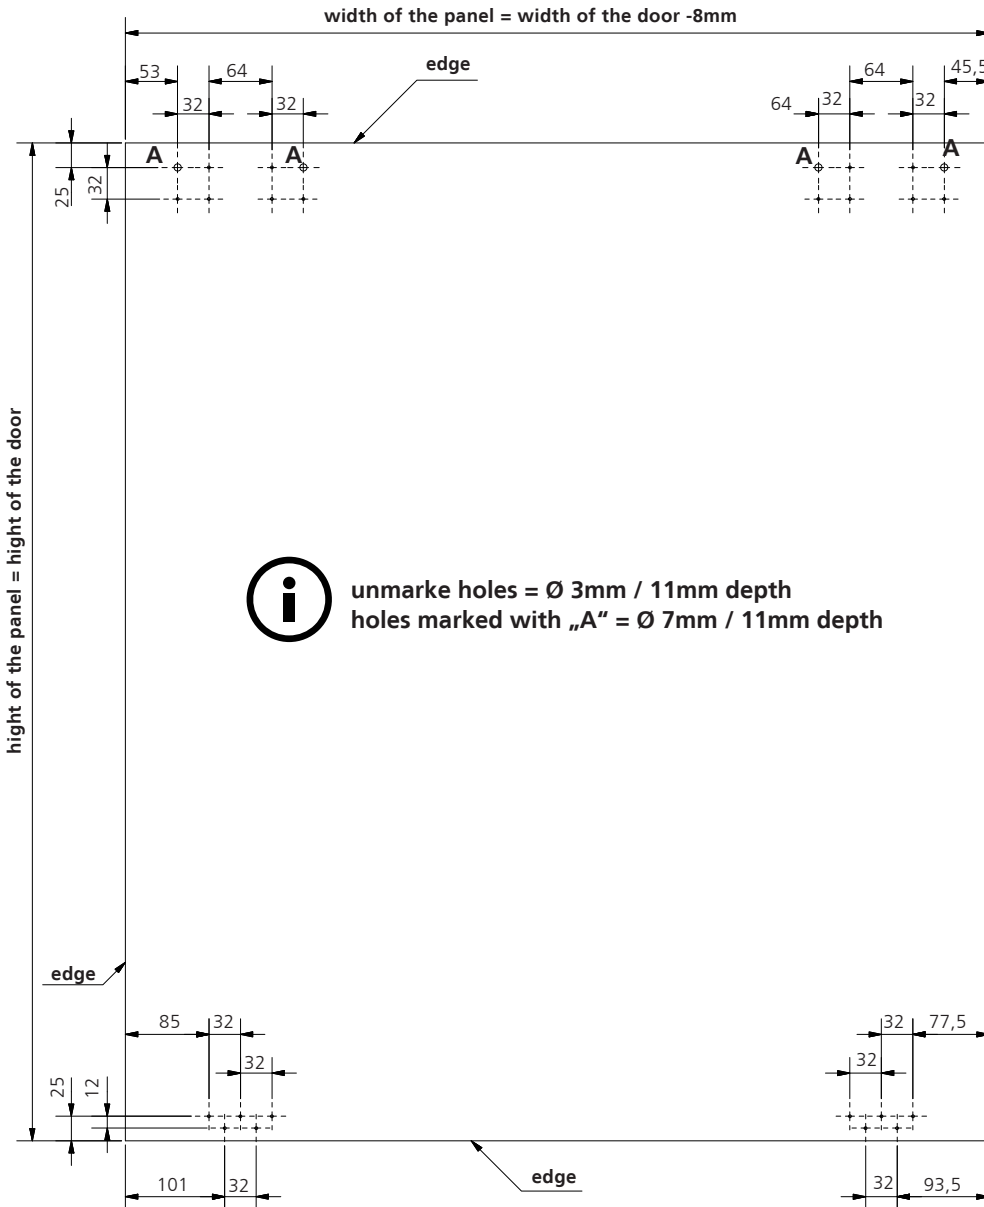 width of the panel = width of the door -8mm
edge
53
64
64
45,5
32
32
64
32
32
A
A
A
A
25
32
hight of the panel = hight of the door
i
unmarke holes = Ø 3mm / 11mm depth
holes marked with „A“ = Ø 7mm / 11mm depth
edge
85
32
32
77,5
32
32
25
12
edge
101
32
32
93,5